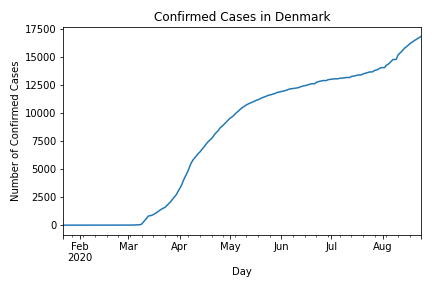 Confirmed Cases in Denmark
Number of Confirmed Cases
17500
15000
12500
10000
7500
5000
2500
0
Feb Mar Apr May Jun Jul Aug
2020
Day